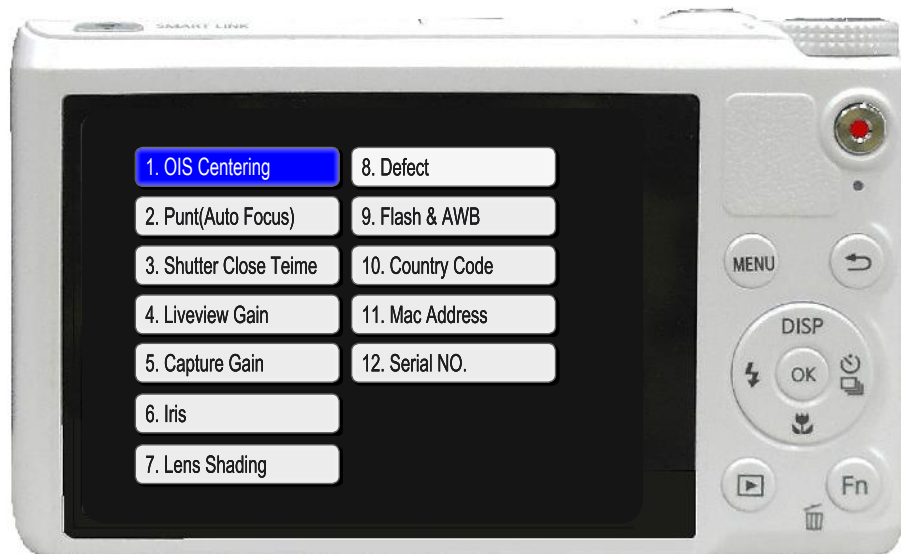 SMART LINK
1. OIS Centering
2. Punt(Auto Focus)
3. Shutter Close Teime
4. Liveview Gain
5. Capture Gain
6. Iris
7. Lens Shading
8. Defect
9. Flash & AWB
10. Country Code
11. Mac Address
12. Serial NO.
MENU
DISP
OK
Fn